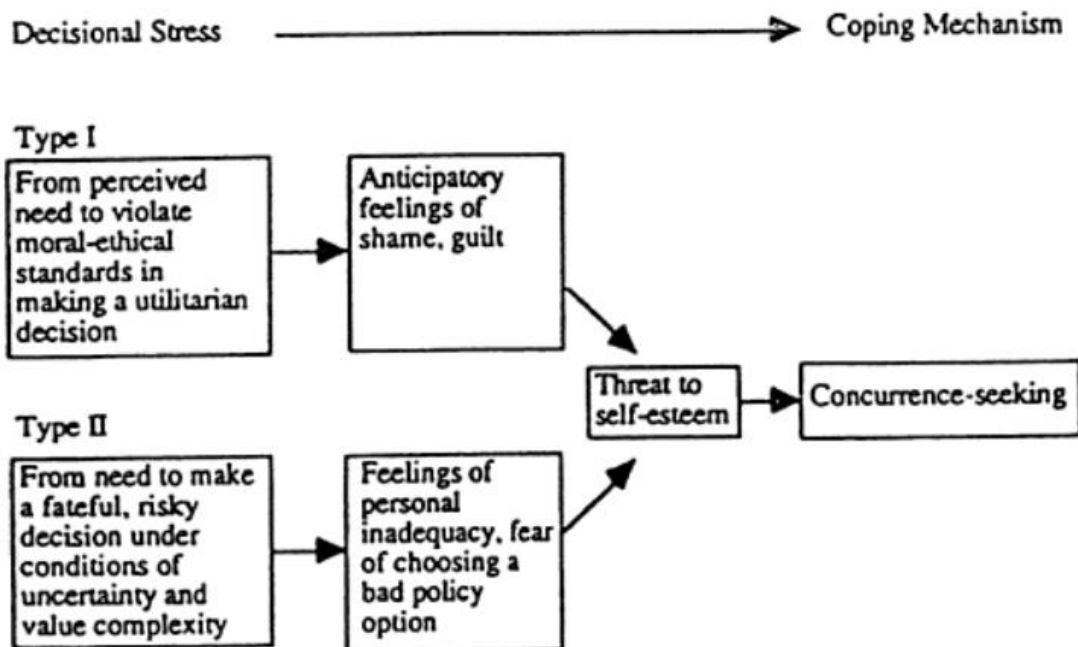 Decisional Stress
Coping Mechanism
Type I
From perceived
need to violate
moral-ethical
standards in
making a utilitarian
decision
Anticipatory
feelings of
shame, guilt
Threat to
self-esteem
Concurrence-seeking
Type II
From need to make
a fateful, risky
decision under
conditions of
uncertainty and
value complexity
Feelings of
personal
inadequacy, fear
of choosing a
bad policy
option